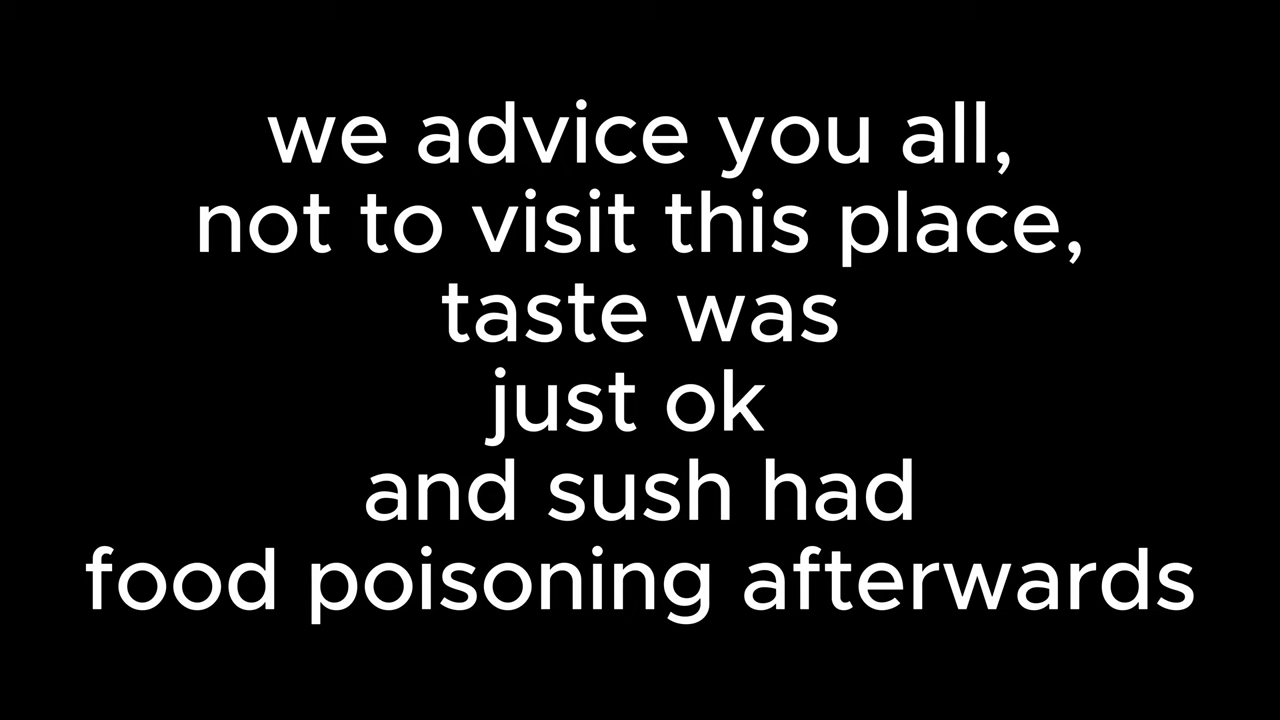 we advice you all,
not to visit this place,
taste was
just ok
and sush had
food poisoning afterwards